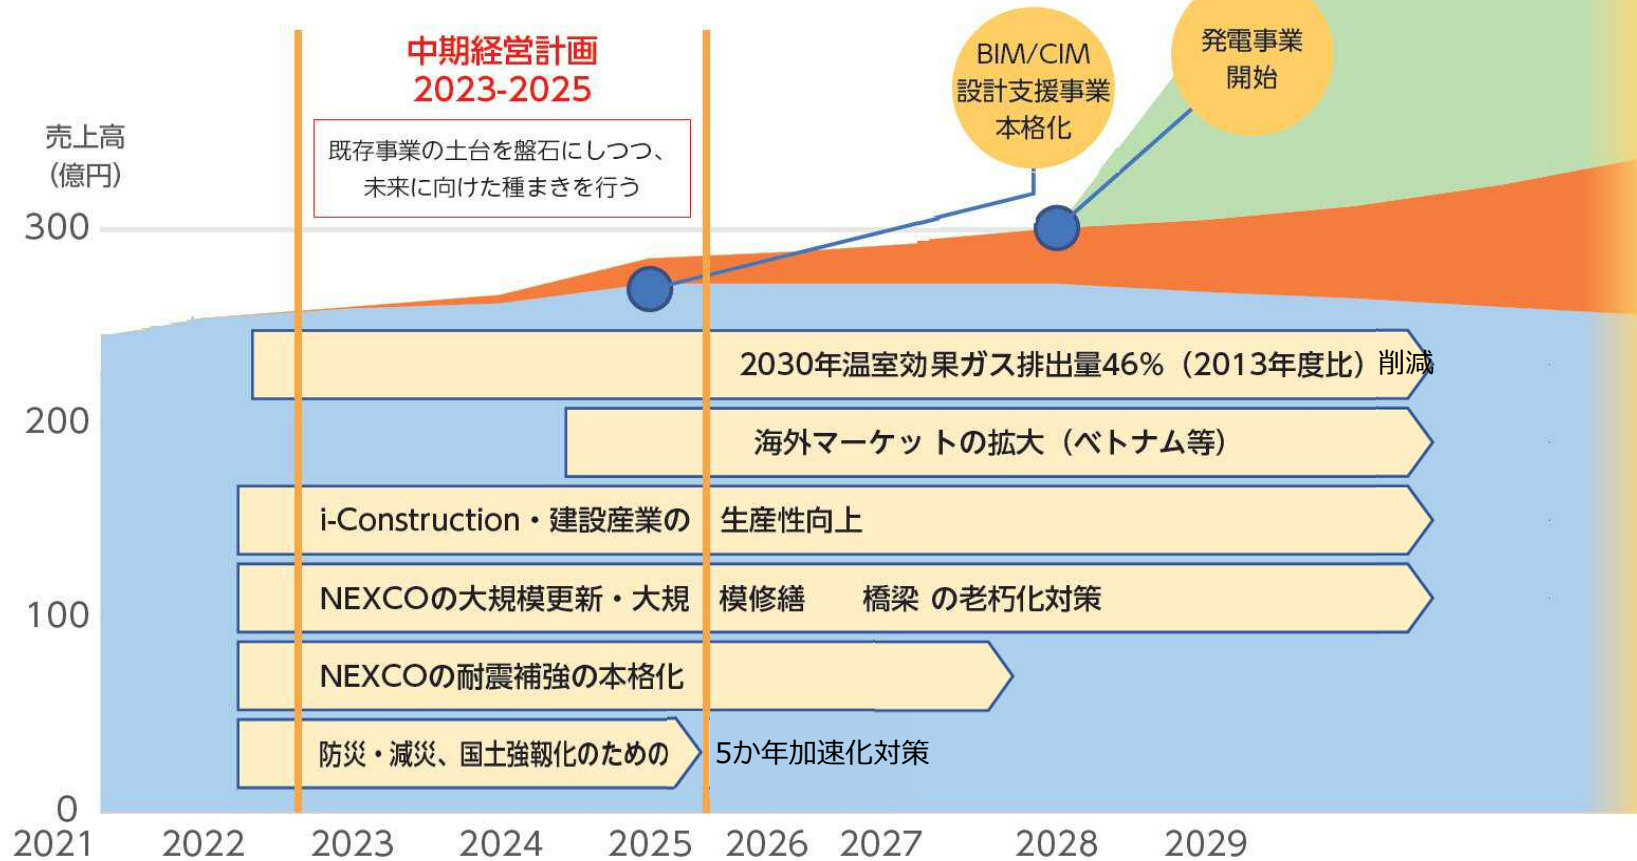 中期経営計画
2023-2025
既存事業の土台を盤石にしつつ、
未来に向けた種まきを行う
BIM/CIM
設計支援事業
本格化
発電事業
開始
売上高
（億円）
300
200
100
0
2030年温室効果ガス排出量46%（2013年度比）削減
海外マーケットの拡大（ベトナム等）
i-Construction・建設産業の 生産性向上
NEXCOの大規模更新・大規 模修繕 橋梁の老朽化対策
NEXCOの耐震補強の本格化
防災・減災、国土強靱化のための 5か年加速化対策
2021 2022 2023 2024 2025 2026 2027 2028 2029